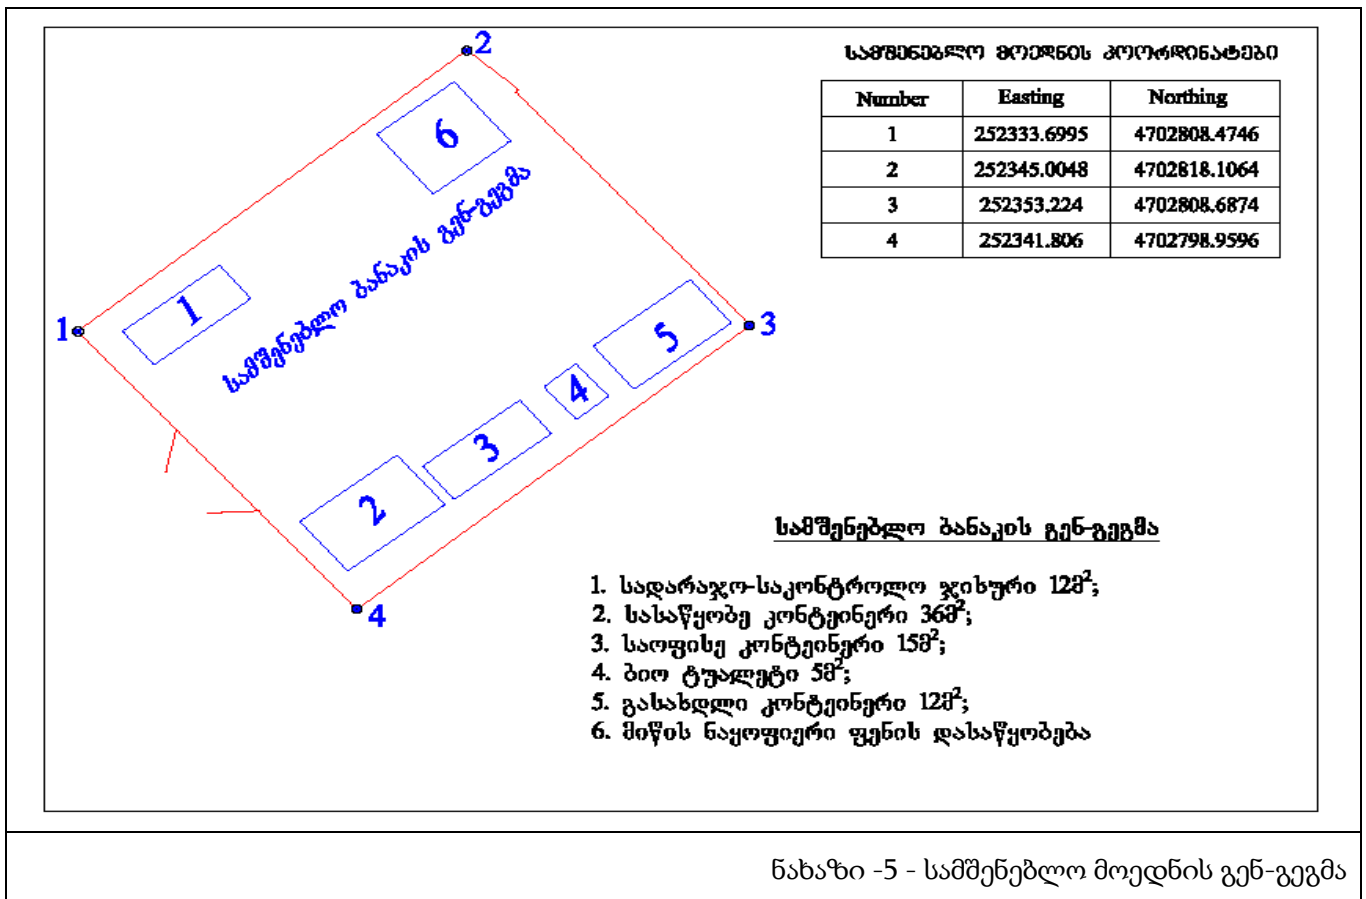 სამშენებლო მოედნის კოორდინატები
Number Easting Northing
1 252333.6995 4702808.4746
2 252345.0048 4702818.1064
3 252353.224 4702808.6874
4 252341.806 4702798.9596
2
6
სამშენებლო ბანაკის გენ-გეგმა
1
1
3
5
4
3
2
4
სამშენებლო ბანაკის გენ-გეგმა
1. სადარაჯო-საკონტროლო ჯიხური 12მ²;
2. სასაწყობე კონტეინერი 36მ²;
3. საოფისე კონტეინერი 15მ²;
4. ბიო ტუალეტი 5მ²;
5. გასახდლი კონტეინერი 12მ²;
6. მიწის ნაყოფიერი ფენის დასაწყობება
ნახაზი -5 - სამშენებლო მოედნის გენ-გეგმა